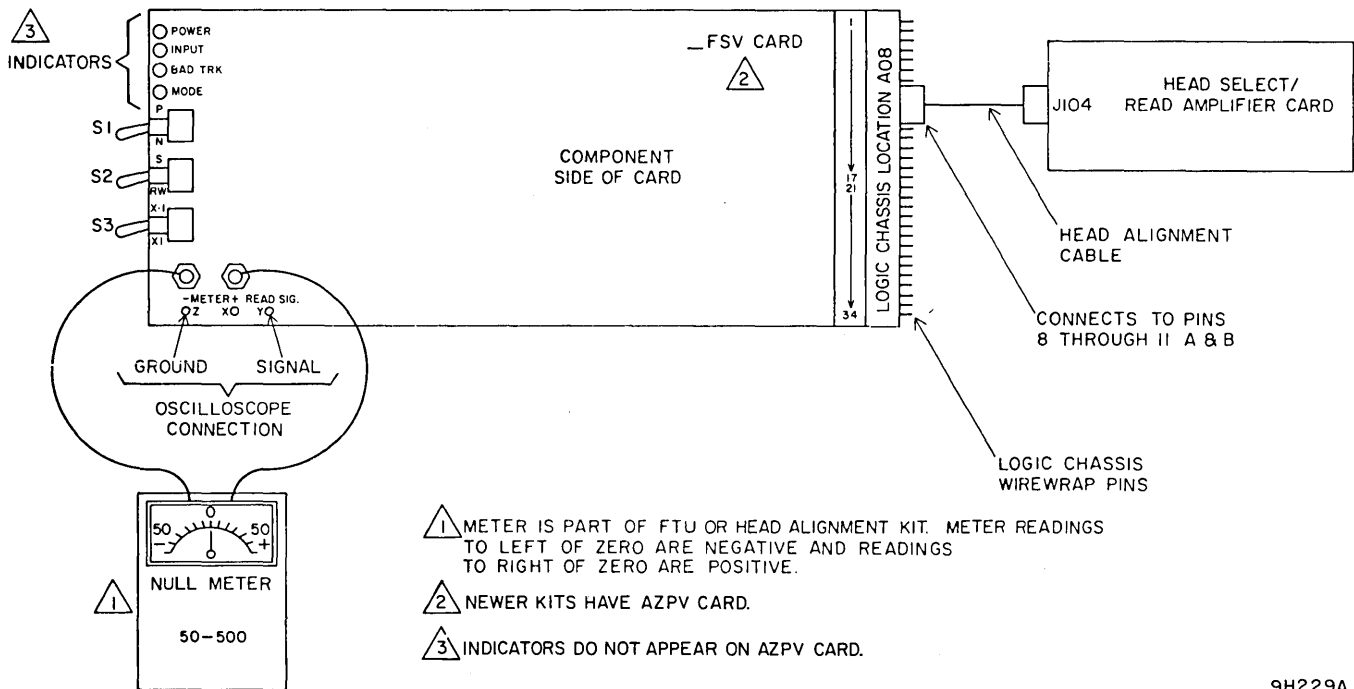 3
INDICATORS
POWER
INPUT
BAD TRK
MODE
P
S1
N
S
S2
RW
X·1
S3
X1
_FSV CARD
2
COMPONENT
SIDE OF CARD
1
17
21
34
LOGIC CHASSIS LOCATION A08
J104
HEAD SELECT/
READ AMPLIFIER CARD
HEAD ALIGNMENT
CABLE
CONNECTS TO PINS
8 THROUGH 11 A & B
LOGIC CHASSIS
WIREWRAP PINS
-METER+ READ SIG.
Z X Y
GROUND SIGNAL
OSCILLOSCOPE
CONNECTION
0
50 50
- +
NULL METER
50-500
1
1 METER IS PART OF FTU OR HEAD ALIGNMENT KIT. METER READINGS
TO LEFT OF ZERO ARE NEGATIVE AND READINGS
TO RIGHT OF ZERO ARE POSITIVE.
2 NEWER KITS HAVE AZPV CARD.
3 INDICATORS DO NOT APPEAR ON AZPV CARD.
9H229A